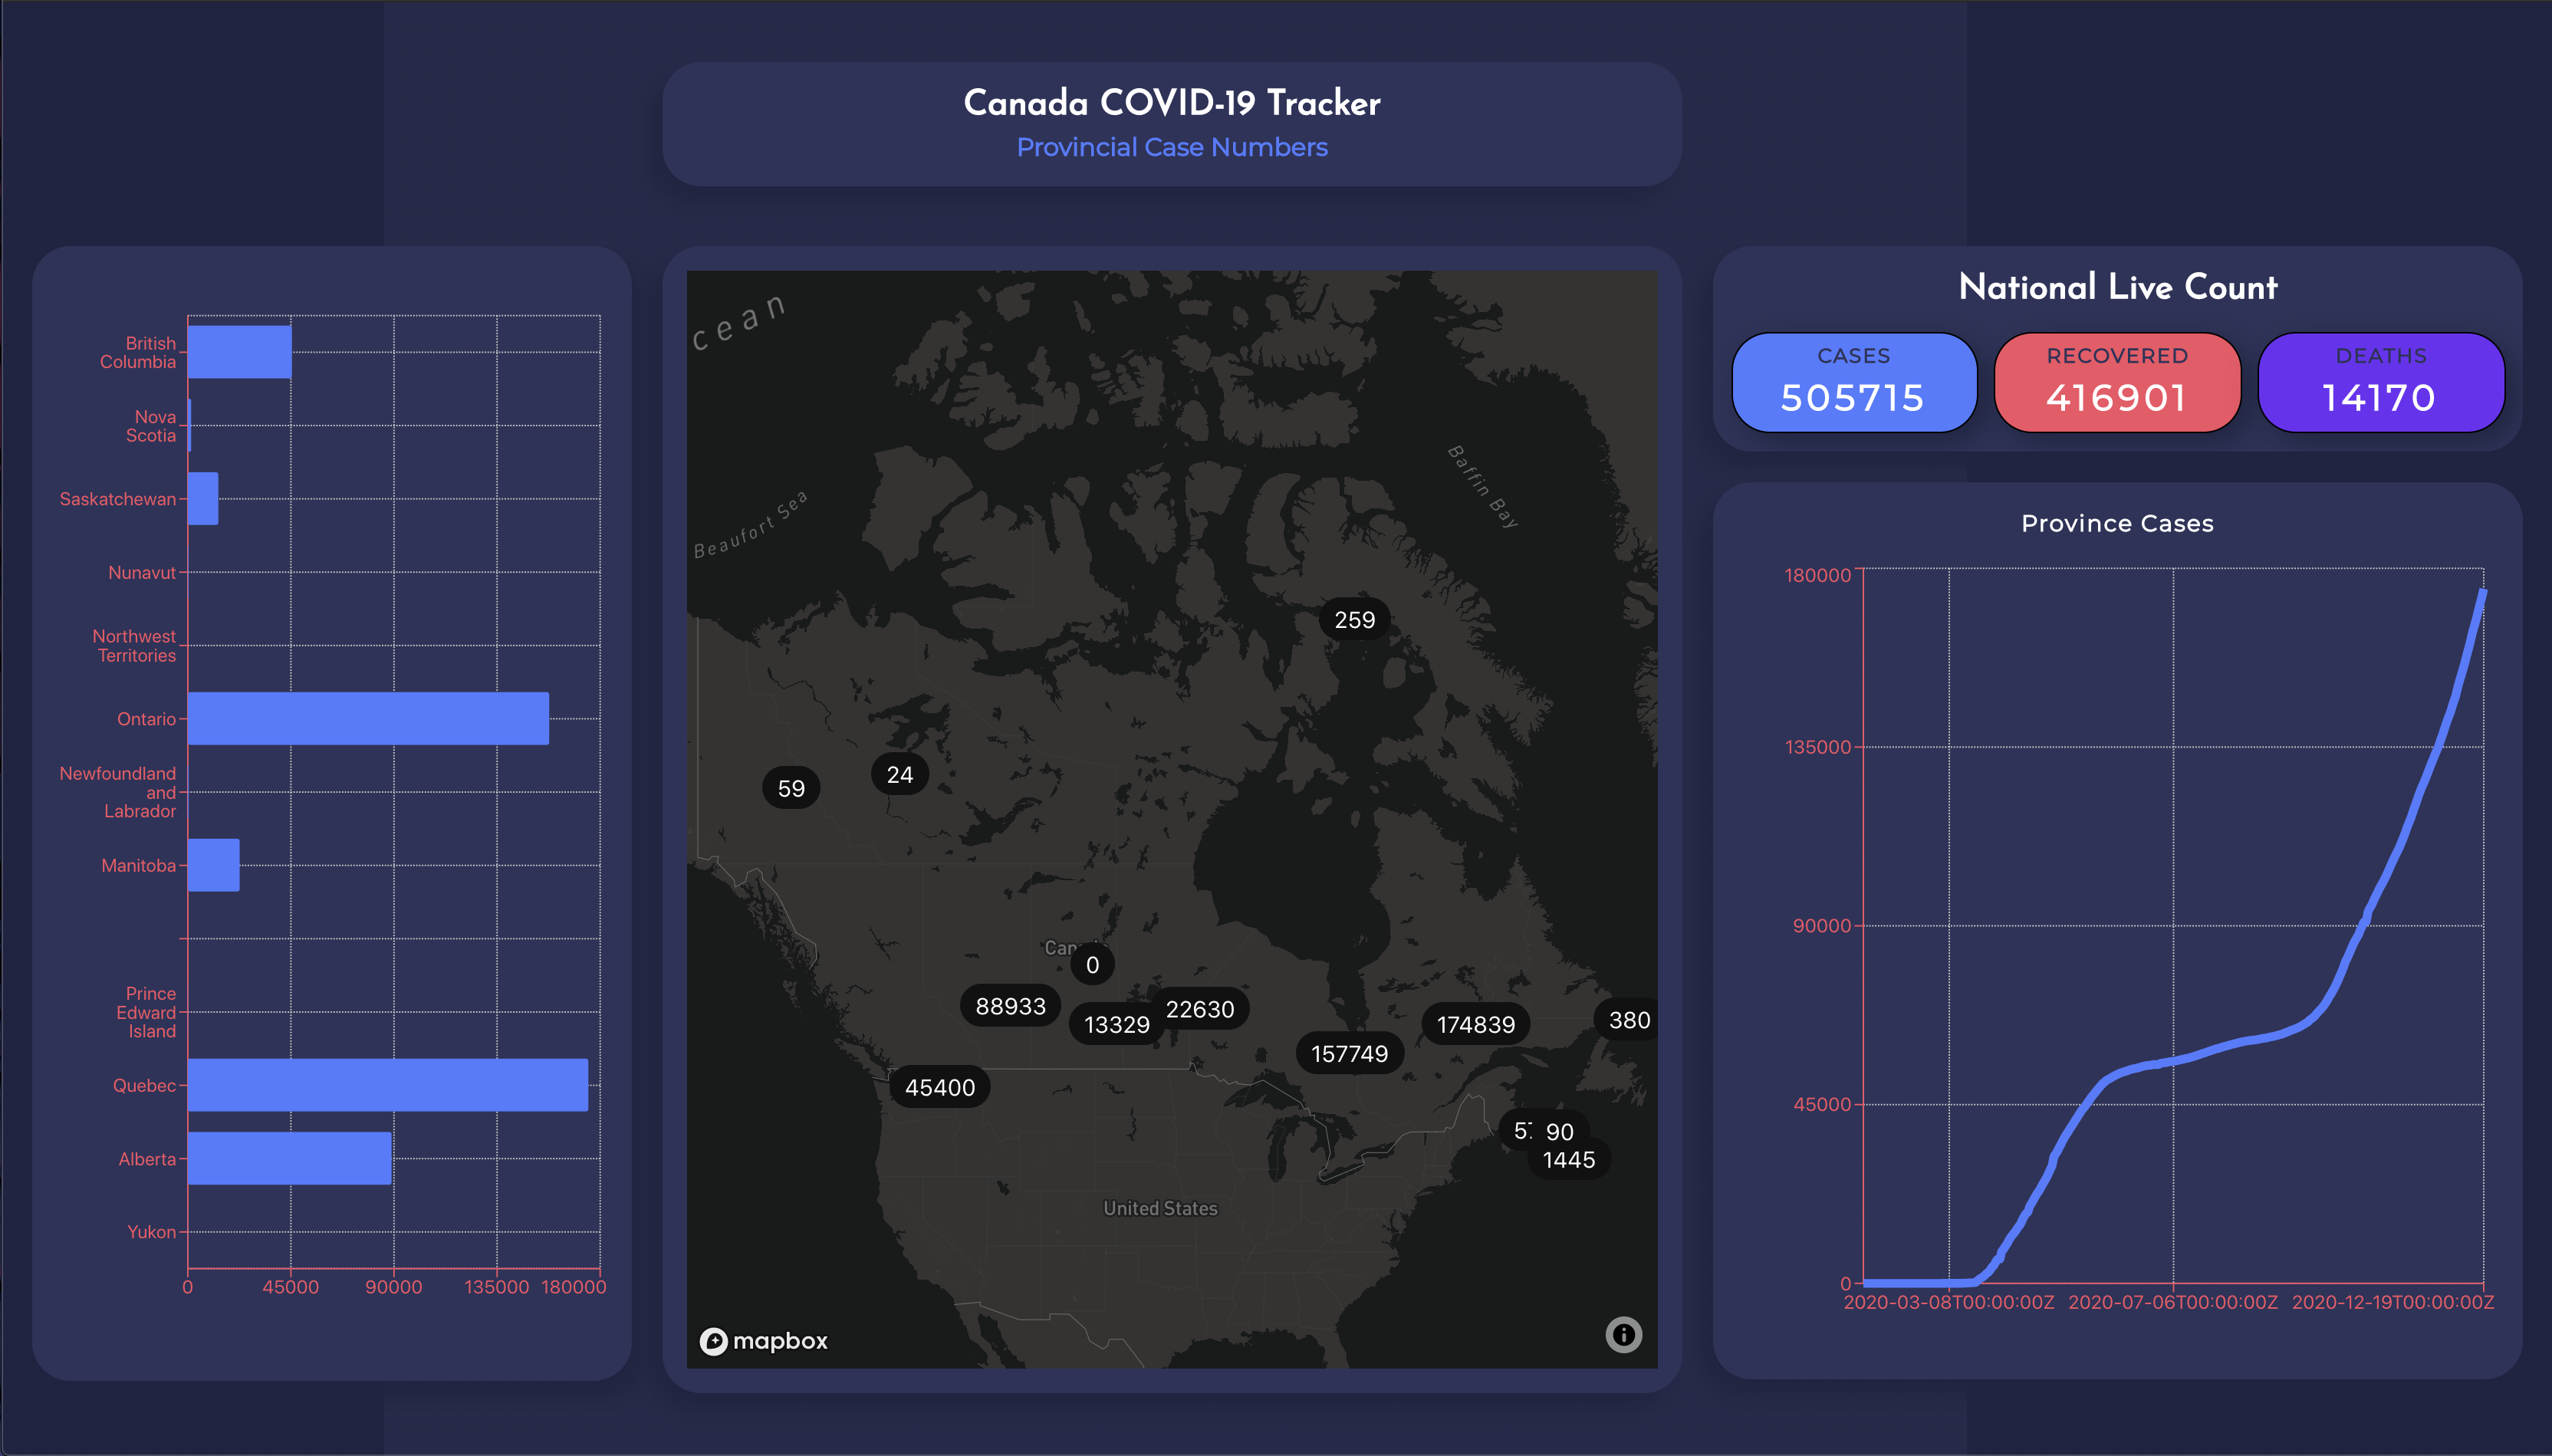 Canada COVID-19 Tracker
Provincial Case Numbers
British
Columbia
Nova
Scotia
Saskatchewan
Nunavut
Northwest
Territories
Ontario
Newfoundland
and
Labrador
Manitoba
Prince
Edward
Island
Quebec
Alberta
Yukon
0 45000 90000 135000 180000
cean
Beaufort Sea
Baffin Bay
259
24
59
0
88933
22630
13329
174839
380
157749
45400
90
1445
United States
mapbox
National Live Count
CASES
505715
RECOVERED
416901
DEATHS
14170
Province Cases
180000
135000
90000
45000
0
2020-03-08T00:00:00Z 2020-07-06T00:00:00Z 2020-12-19T00:00:00Z